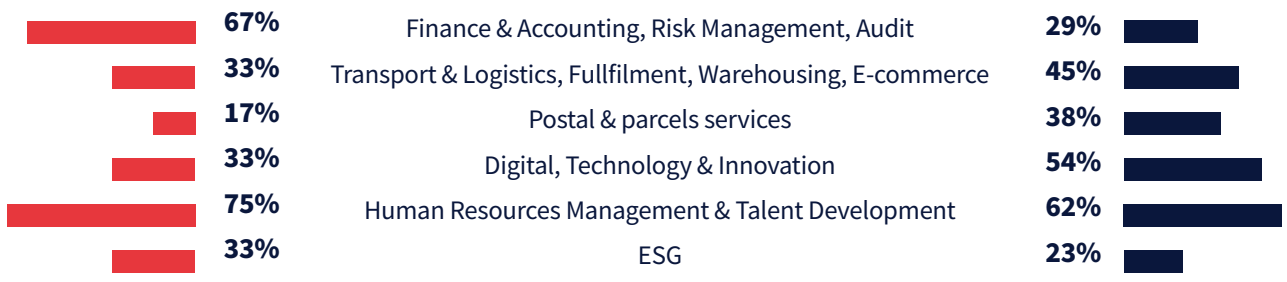 67% Finance & Accounting, Risk Management, Audit 29%
33% Transport & Logistics, Fullfilment, Warehousing, E-commerce 45%
17% Postal & parcels services 38%
33% Digital, Technology & Innovation 54%
75% Human Resources Management & Talent Development 62%
33% ESG 23%